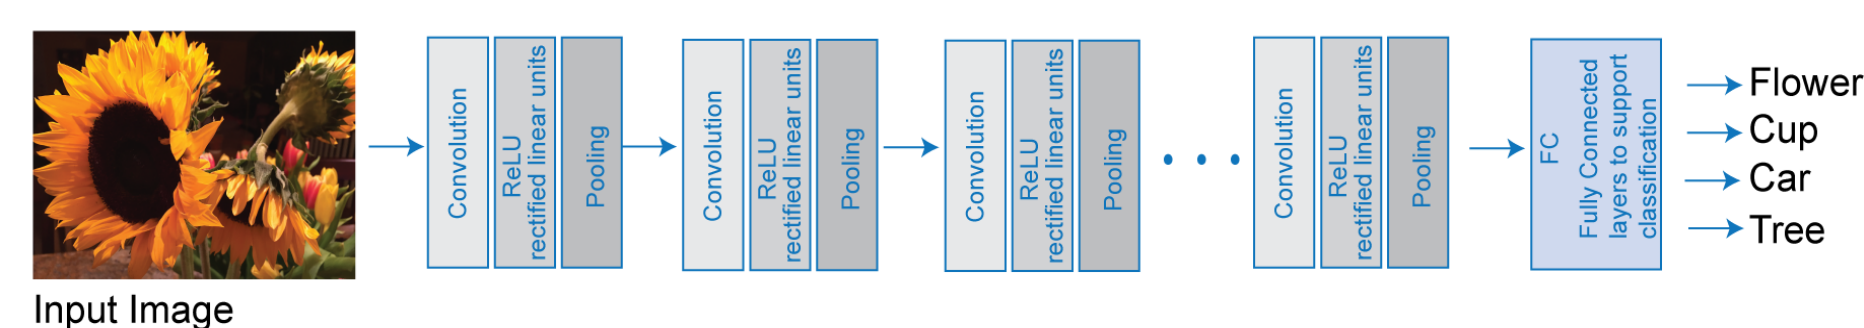 Input Image
Convolution
ReLU
rectified linear units
Pooling
Convolution
ReLU
rectified linear units
Pooling
Convolution
ReLU
rectified linear units
Pooling
Convolution
ReLU
rectified linear units
Pooling
FC
Fully Connected
layers to support
classification
Flower
Cup
Car
Tree